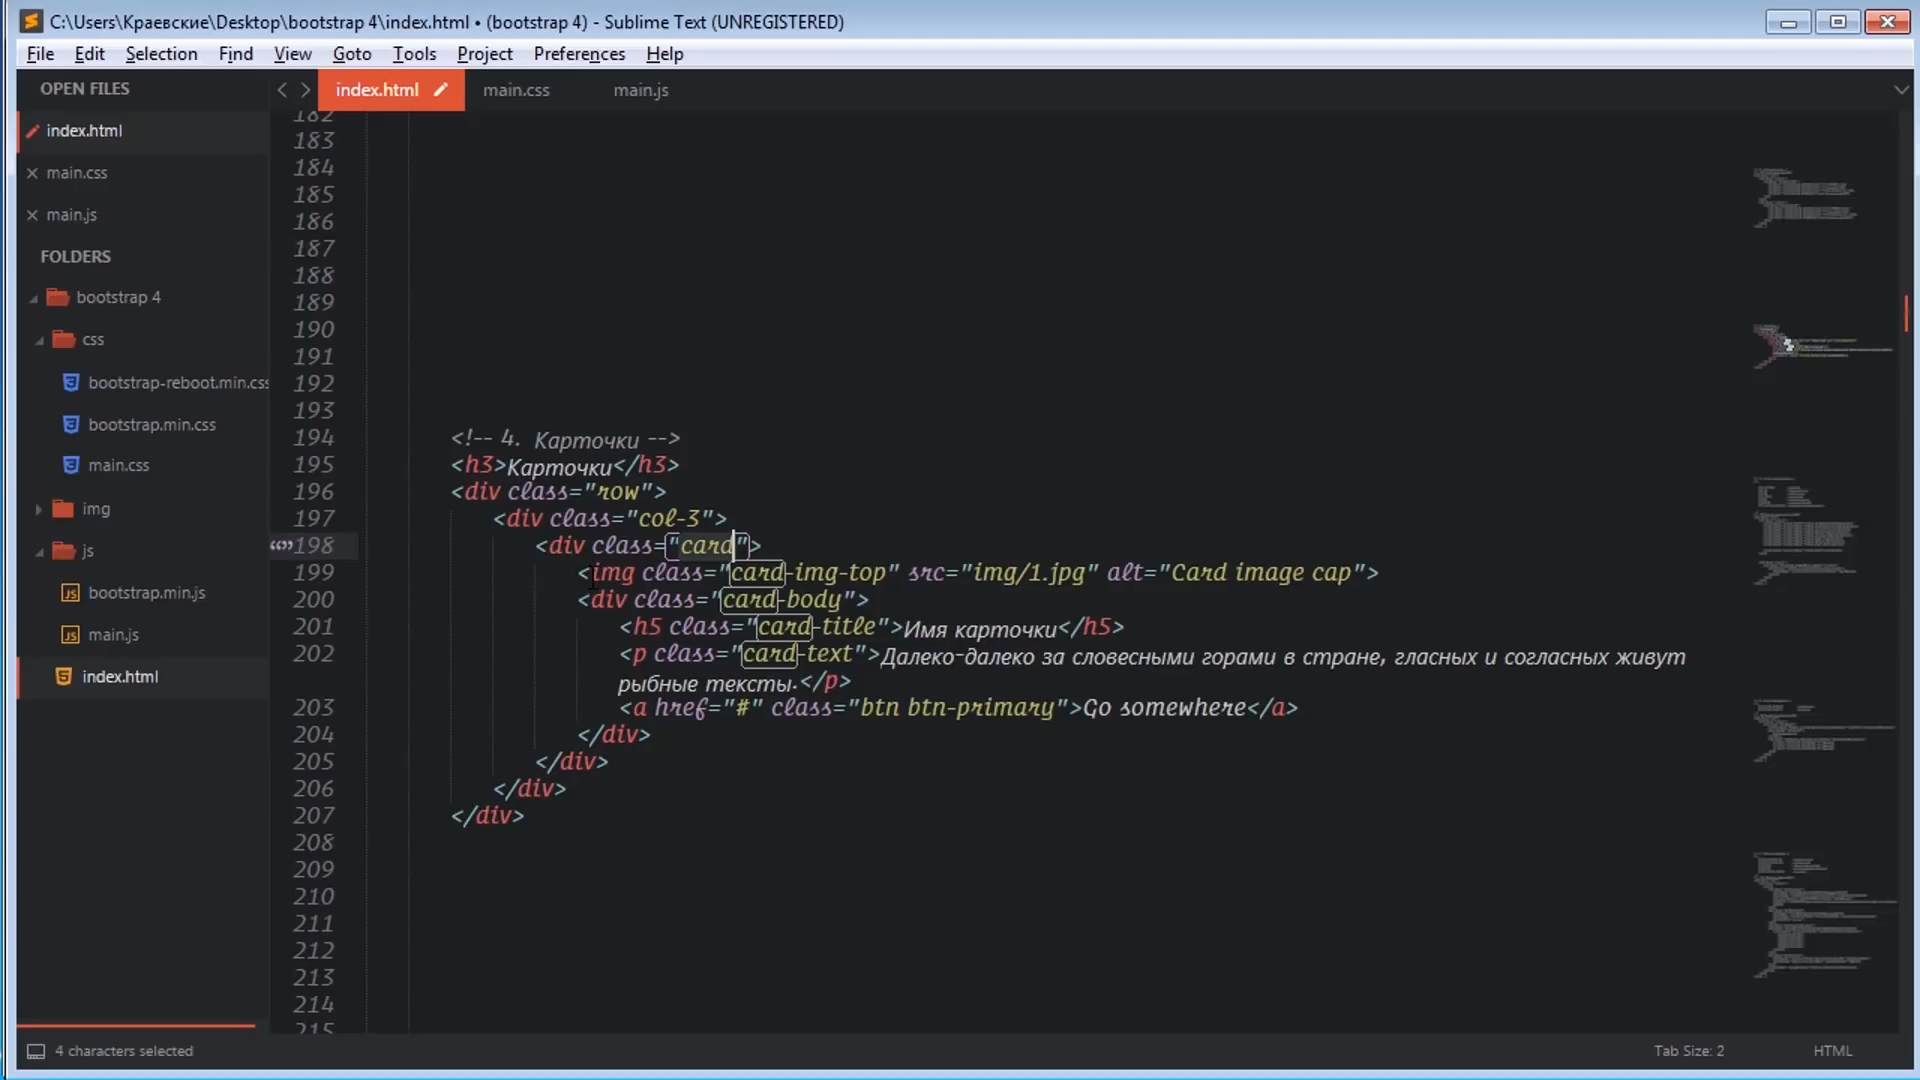 C:\Users\Краевские\Desktop\bootstrap 4\index.html • (bootstrap 4) - Sublime Text (UNREGISTERED)
File Edit Selection Find View Goto Tools Project Preferences Help
OPEN FILES
index.html
main.css
main.js
FOLDERS
bootstrap 4
css
bootstrap-reboot.min.css
bootstrap.min.css
main.css
img
js
bootstrap.min.js
main.js
index.html
index.html main.css main.js
182
183
184
185
186
187
188
189
190
191
192
193
194 <!-- 4. Карточки -->
195 <h3>Карточки</h3>
196 <div class="row">
197 <div class="col-3">
198 <div class="card">
199 <img class="card-img-top" src="img/1.jpg" alt="Card image cap">
200 <div class="card-body">
201 <h5 class="card-title">Имя карточки</h5>
202 <p class="card-text">Далеко-далеко за словесными горами в стране, гласных и согласных живут
рыбные тексты.</p>
203 <a href="#" class="btn btn-primary">Go somewhere</a>
204 </div>
205 </div>
206 </div>
207 </div>
208
209
210
211
212
213
214
215
4 characters selected Tab Size: 2 HTML